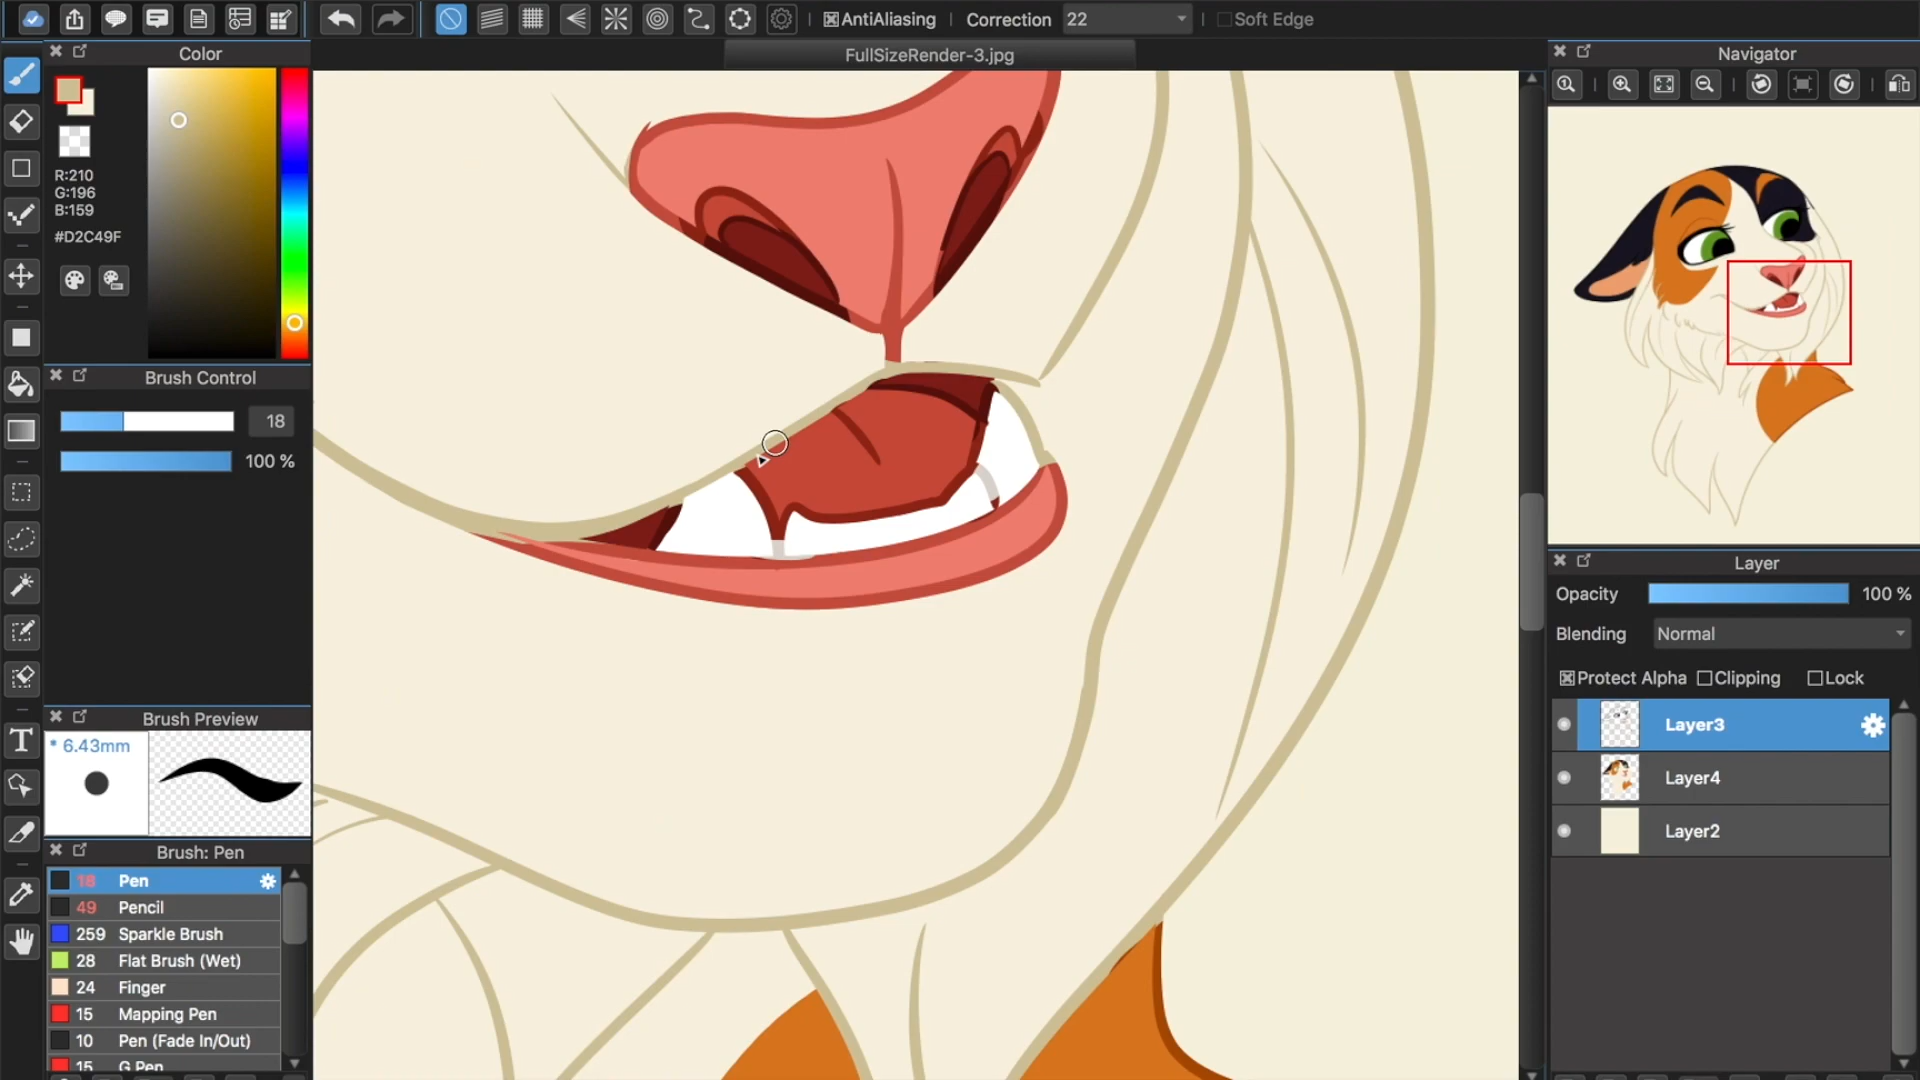 AntiAliasing Correction 22 Soft Edge
FullSizeRender-3.jpg
Color
R:210
G:196
B:159
#D2C49F
Brush Control
18
100 %
Brush Preview
* 6.43mm
Brush: Pen
18 Pen
49 Pencil
259 Sparkle Brush
28 Flat Brush (Wet)
24 Finger
15 Mapping Pen
10 Pen (Fade In/Out)
15 G Pen
Navigator
Layer
Opacity 100 %
Blending Normal
Protect Alpha Clipping Lock
Layer3
Layer4
Layer2